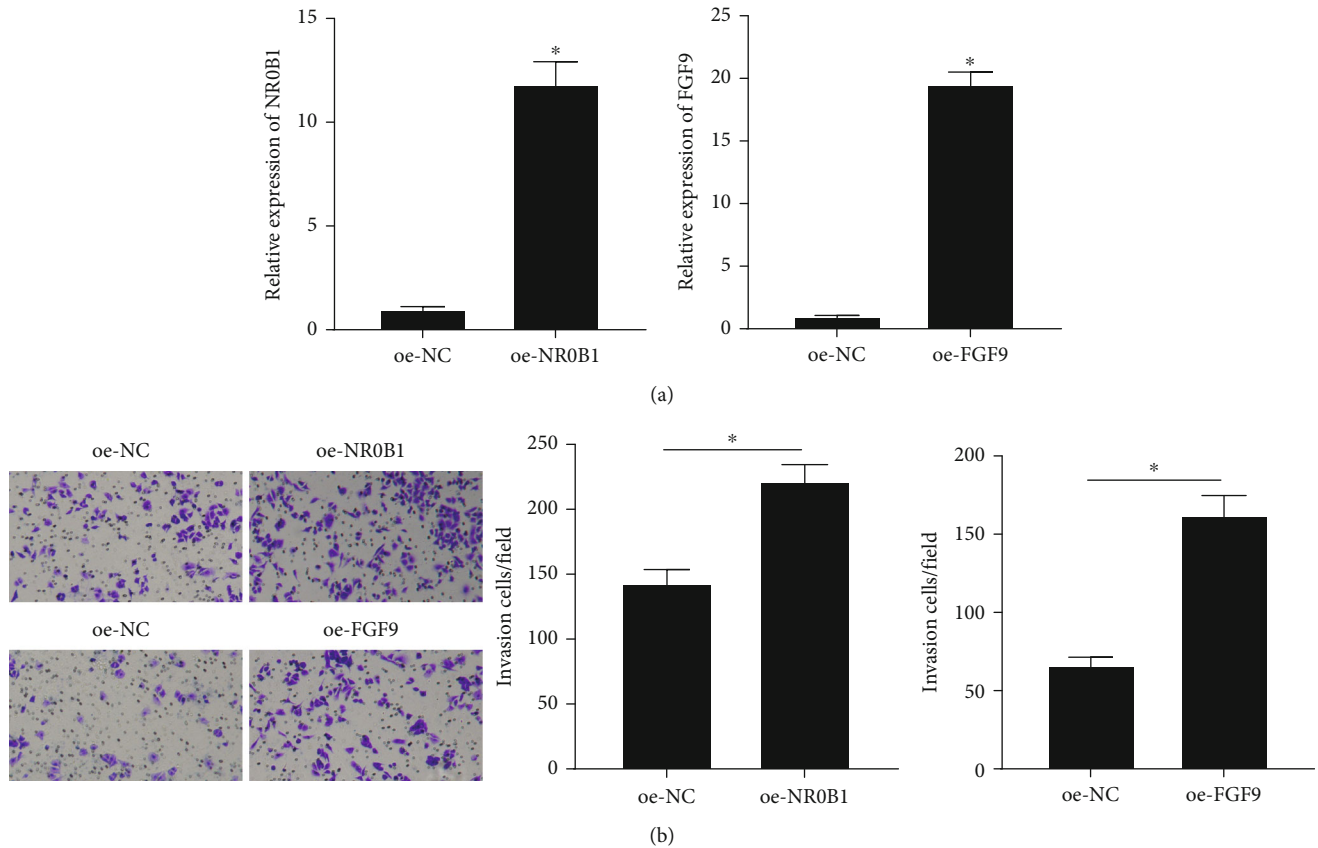 Relative expression of NR0B1
15
10
5
0
*
oe-NC
oe-NR0B1
Relative expression of FGF9
25
20
15
10
5
0
*
oe-NC
oe-FGF9
(a)
oe-NC
oe-NR0B1
oe-NC
oe-FGF9
Invasion cells/field
250
200
150
100
50
0
*
oe-NC
oe-NR0B1
Invasion cells/field
200
150
100
50
0
*
oe-NC
oe-FGF9
(b)